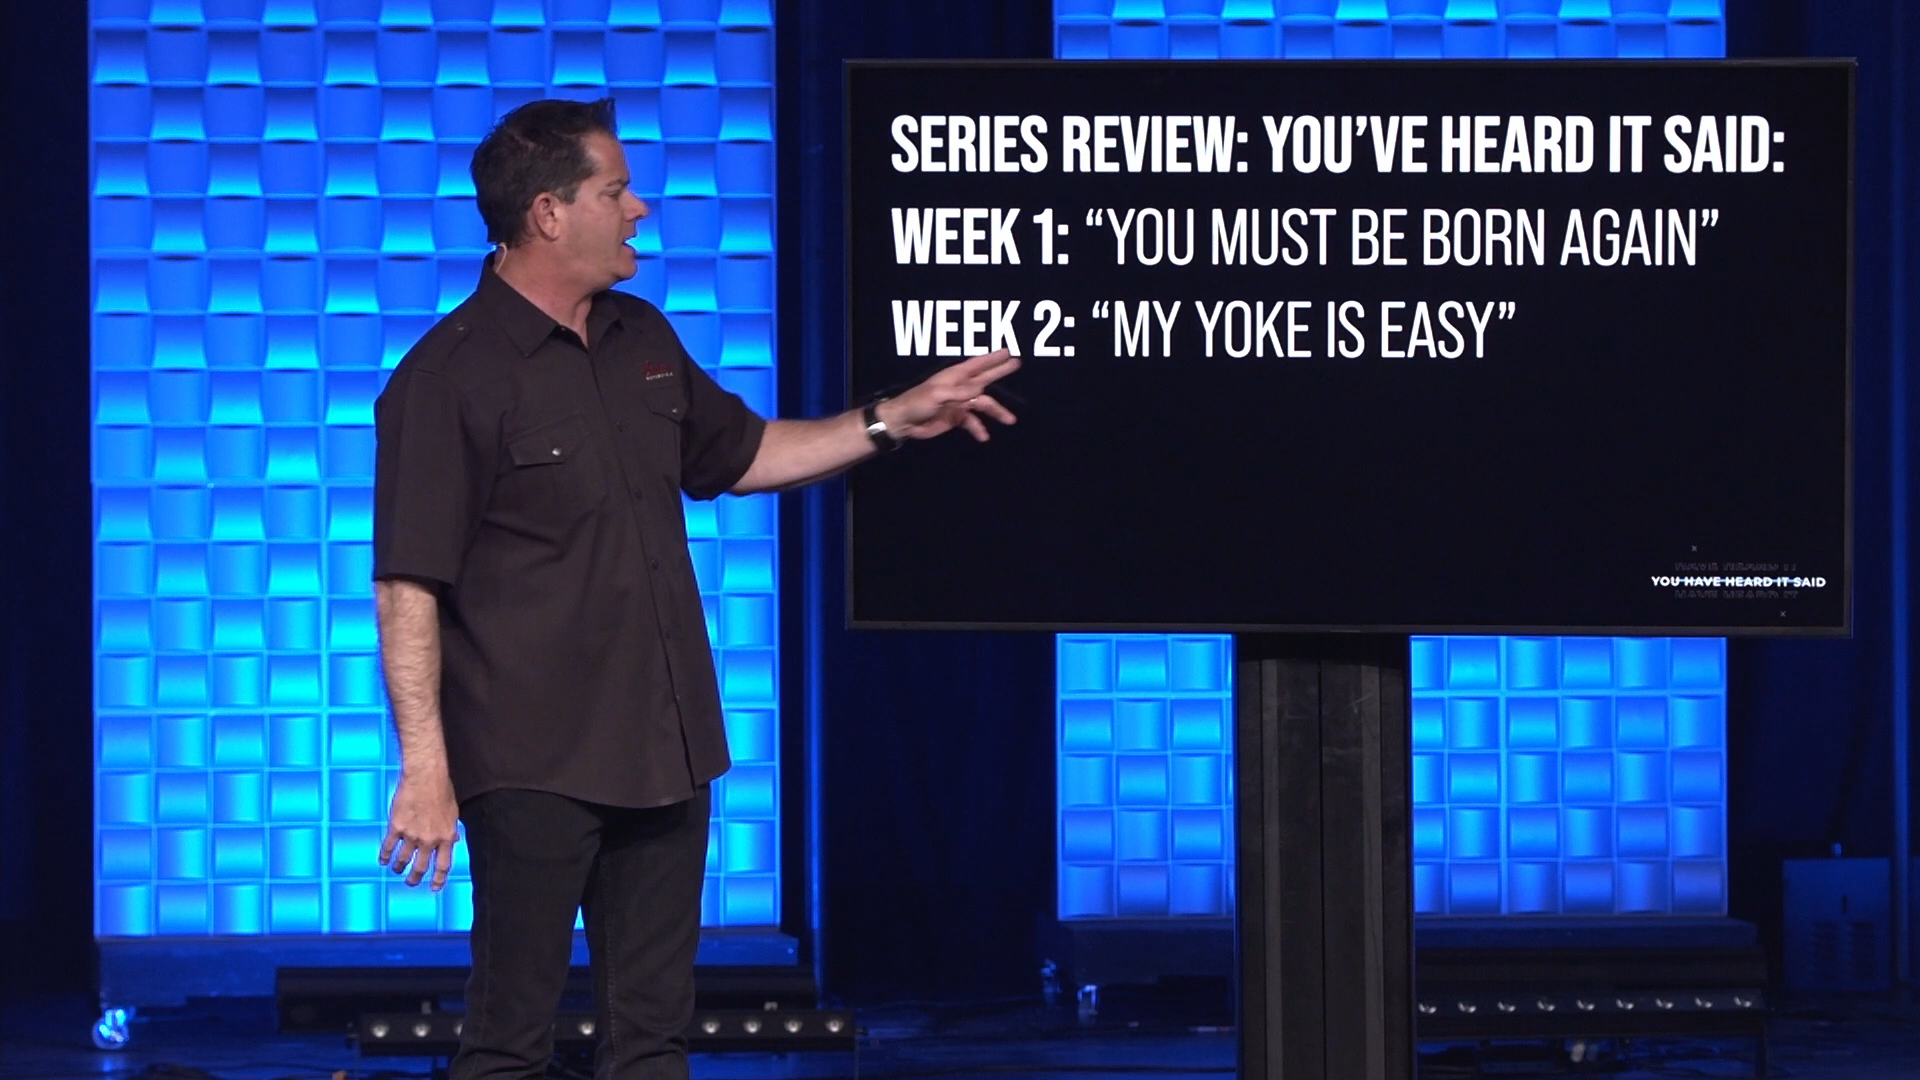 SERIES REVIEW: YOU'VE HEARD IT SAID:
WEEK 1: “YOU MUST BE BORN AGAIN”
WEEK 2: “MY YOKE IS EASY”
YOU HAVE HEARD IT SAID